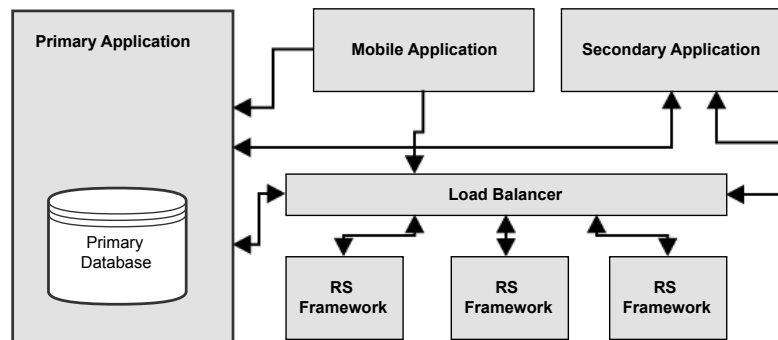 Primary Application
Mobile Application
Secondary Application
Load Balancer
Primary
Database
RS
Framework
RS
Framework
RS
Framework